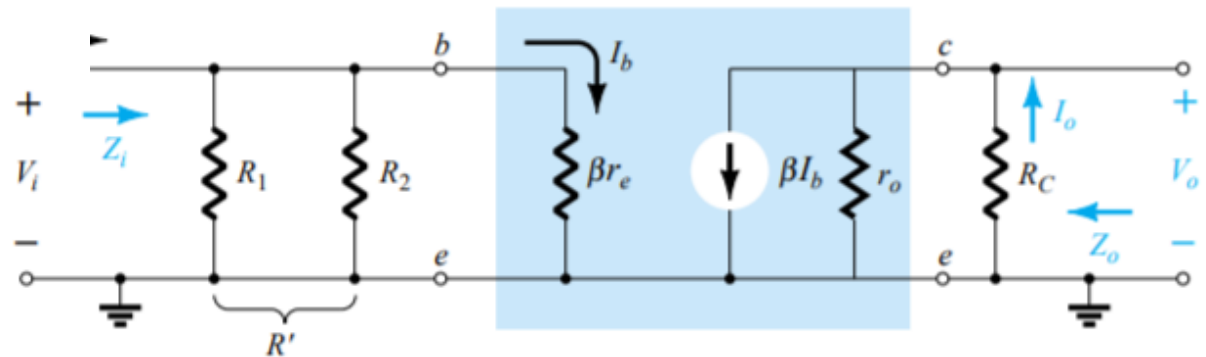 b
I_b
c
+
Z_i
V_i
−
R_1
R_2
βr_e
βI_b
r_o
R_C
I_o
+
V_o
−
Z_o
e
e
R'